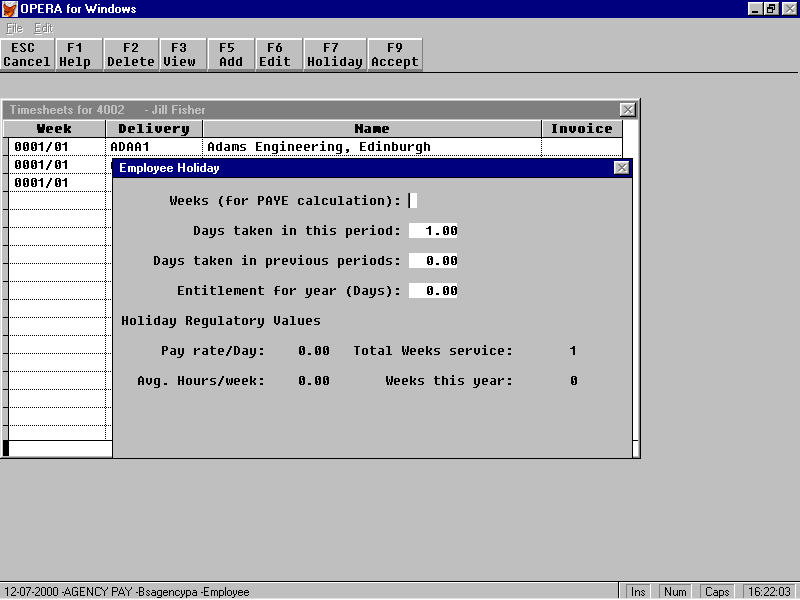 OPERA for Windows
File Edit
ESC F1 F2 F3 F5 F6 F7 F9
Cancel Help Delete View Add Edit Holiday Accept
Timesheets for 4002 - Jill Fisher
Week Delivery Name Invoice
0001/01 ADAA1 Adams Engineering, Edinburgh
0001/01
0001/01
Employee Holiday
Weeks (for PAYE calculation):
Days taken in this period: 1.00
Days taken in previous periods: 0.00
Entitlement for year (Days): 0.00
Holiday Regulatory Values
Pay rate/Day: 0.00 Total Weeks service: 1
Avg. Hours/week: 0.00 Weeks this year: 0
12-07-2000 -AGENCY PAY -Bsagencypa -Employee Ins Num Caps 16:22:03